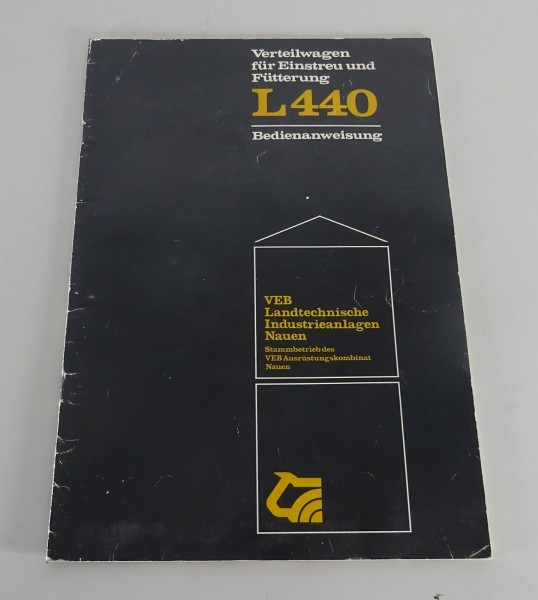 Verteilwagen
für Einstreu und
Fütterung
L440
Bedienanweisung
VEB
Landtechnische
Industrieanlagen
Nauen
Stammbetrieb des
VEB Ausrüstungskombinat
Nauen